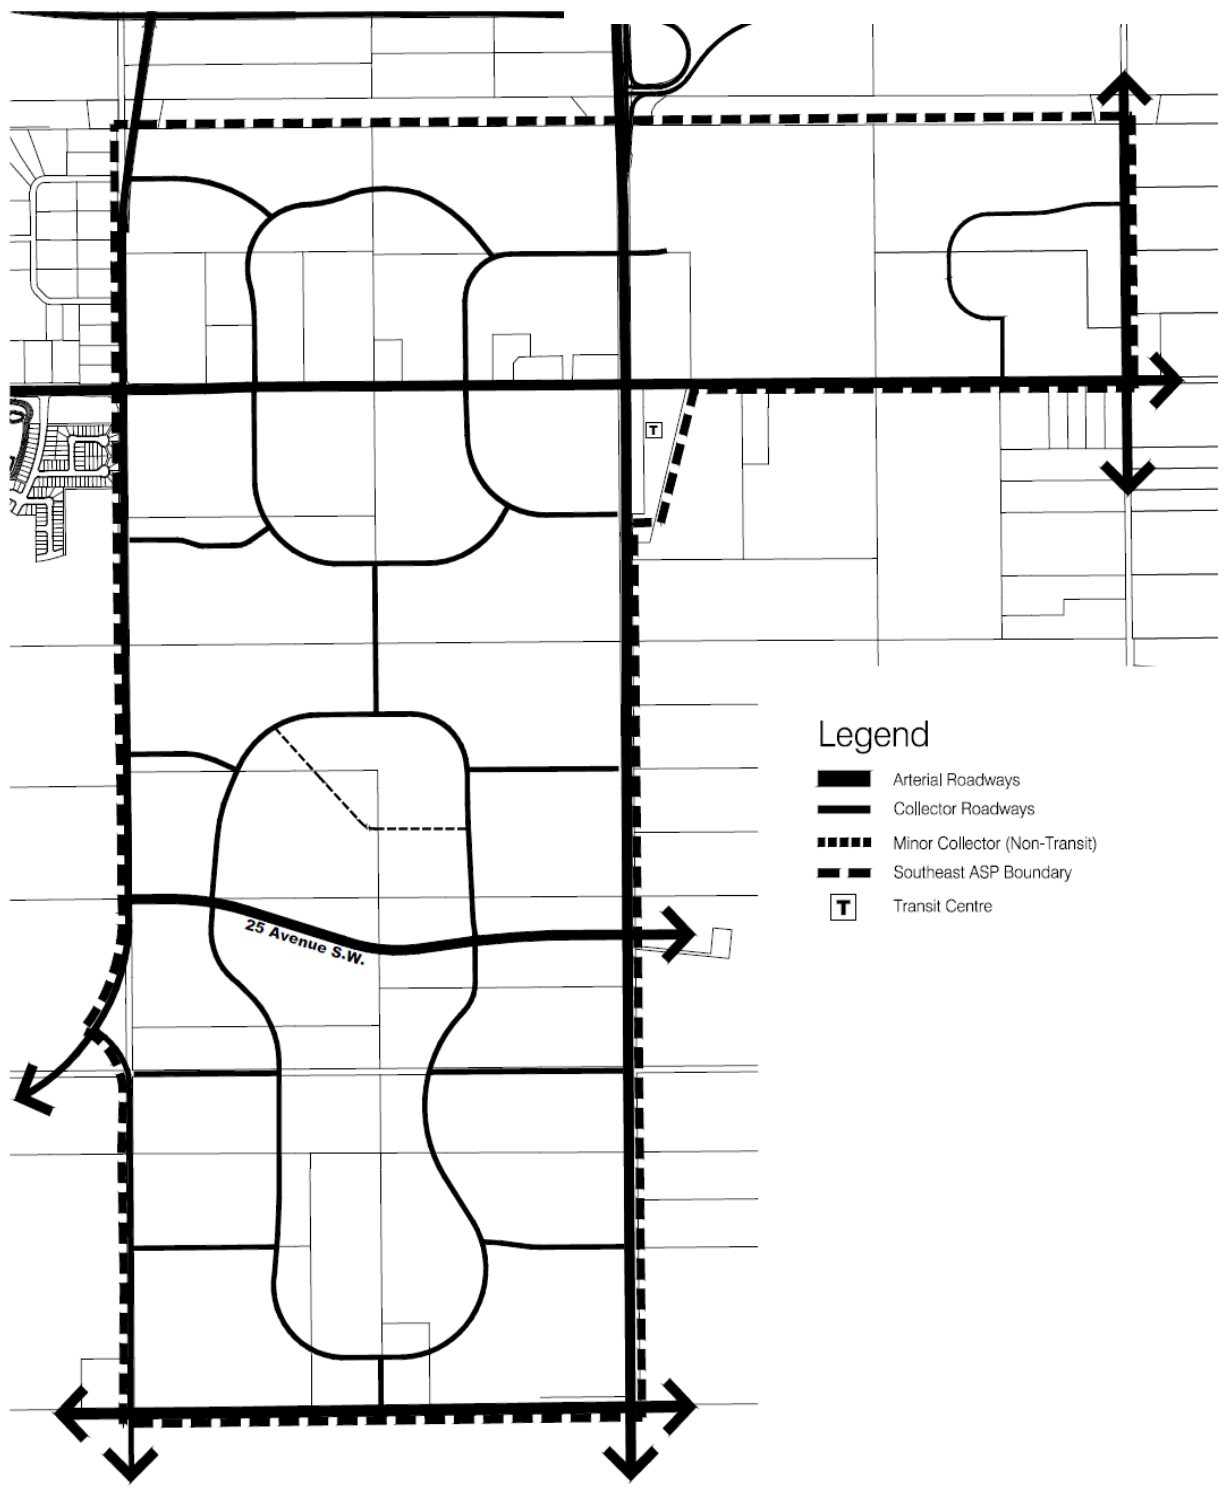 T
Legend
Arterial Roadways
Collector Roadways
Minor Collector (Non-Transit)
Southeast ASP Boundary
T Transit Centre
25 Avenue S.W.